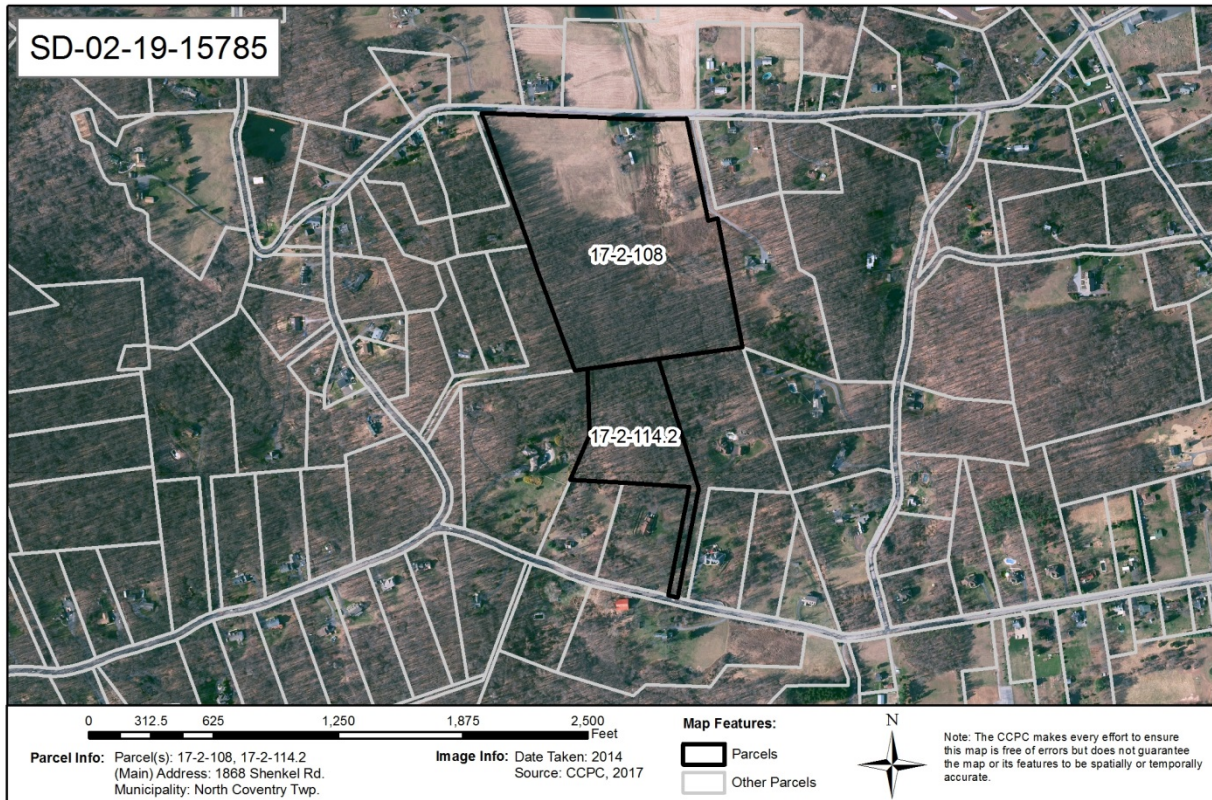 SD-02-19-15785
17-2-108
17-2-114.2
0 312.5 625 1,250 1,875 2,500
Feet
Parcel Info: Parcel(s): 17-2-108, 17-2-114.2
(Main) Address: 1868 Shenkel Rd.
Municipality: North Coventry Twp.
Image Info: Date Taken: 2014
Source: CCPC, 2017
Map Features:
Parcels
Other Parcels
N
Note: The CCPC makes every effort to ensure
this map is free of errors but does not guarantee
the map or its features to be spatially or temporally
accurate.